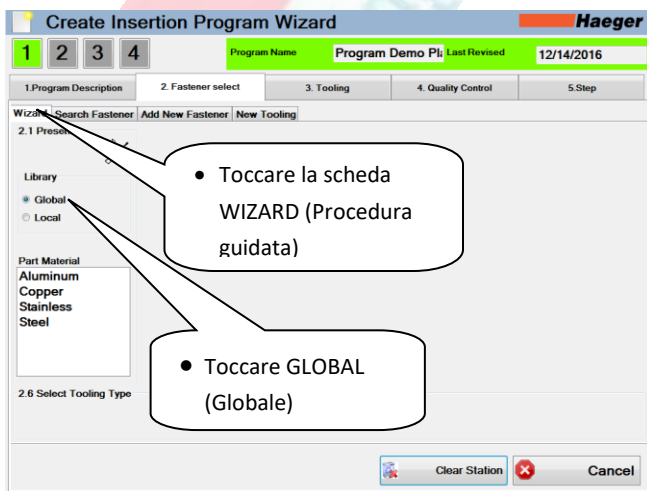 Create Insertion Program Wizard
Haeger
1 2 3 4
Program Name
Program Demo Pl
Last Revised
12/14/2016
1.Program Description
2. Fastener select
3. Tooling
4. Quality Control
5.Step
Wizard
Search Fastener
Add New Fastener
New Tooling
2.1
• Toccare la scheda
WIZARD (Procedura
guidata)
Library
Global
Local
Part Material
Aluminum
Copper
Stainless
Steel
• Toccare GLOBAL
(Globale)
2.6 Select Tooling Type
Clear Station
Cancel